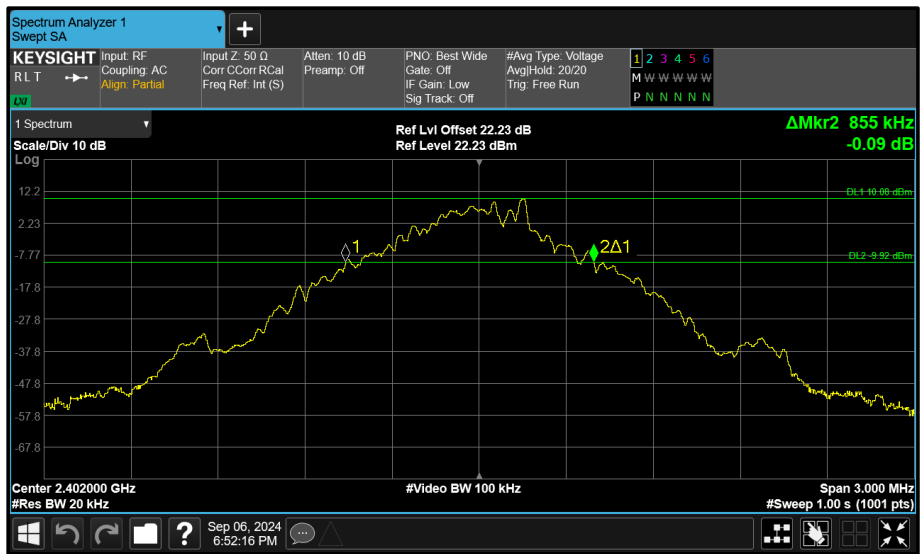 Spectrum Analyzer 1
Swept SA
KEYSIGHT
R L T
LXI
Input: RF
Coupling: AC
Align: Partial
Input Z: 50 Ω
Corr CCorr RCal
Freq Ref: Int (S)
Atten: 10 dB
Preamp: Off
PNO: Best Wide
Gate: Off
IF Gain: Low
Sig Track: Off
#Avg Type: Voltage
Avg|Hold: 20/20
Trig: Free Run
1 2 3 4 5 6
M W W W W W
P N N N N N
1 Spectrum
Scale/Div 10 dB
Log
Ref Lvl Offset 22.23 dB
Ref Level 22.23 dBm
ΔMkr2 855 kHz
-0.09 dB
12.2
2.23
-7.77
-17.8
-27.8
-37.8
-47.8
-57.8
-67.8
DL1 10.08 dBm
1
2Δ1
DL2 -9.92 dBm
Center 2.402000 GHz
#Video BW 100 kHz
Span 3.000 MHz
#Res BW 20 kHz
#Sweep 1.00 s (1001 pts)
?
Sep 06, 2024
6:52:16 PM